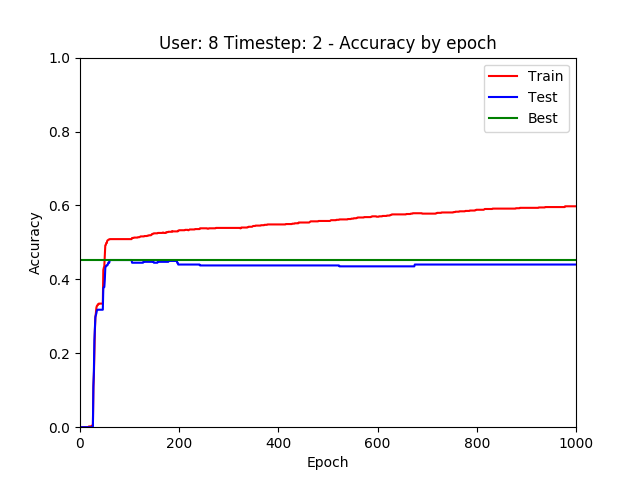 User: 8 Timestep: 2 - Accuracy by epoch
1.0
0.8
0.6
0.4
0.2
0.0
Accuracy
Train
Test
Best
0 200 400 600 800 1000
Epoch